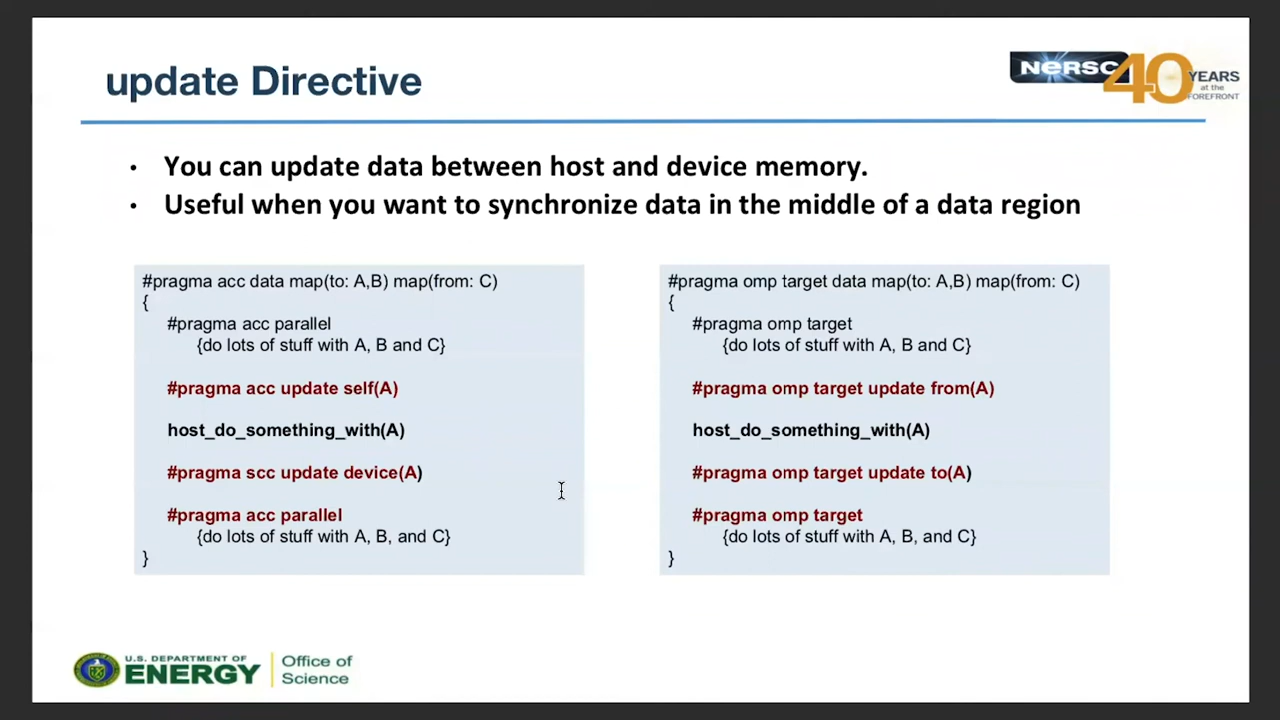 update Directive
NERSC 40 YEARS
at the
FOREFRONT
• You can update data between host and device memory.
• Useful when you want to synchronize data in the middle of a data region
#pragma acc data map(to: A,B) map(from: C)
{
#pragma acc parallel
{do lots of stuff with A, B and C}
#pragma acc update self(A)
host_do_something_with(A)
#pragma scc update device(A)
#pragma acc parallel
{do lots of stuff with A, B, and C}
}
#pragma omp target data map(to: A,B) map(from: C)
{
#pragma omp target
{do lots of stuff with A, B and C}
#pragma omp target update from(A)
host_do_something_with(A)
#pragma omp target update to(A)
#pragma omp target
{do lots of stuff with A, B, and C}
}
U.S. DEPARTMENT OF
ENERGY
Office of
Science